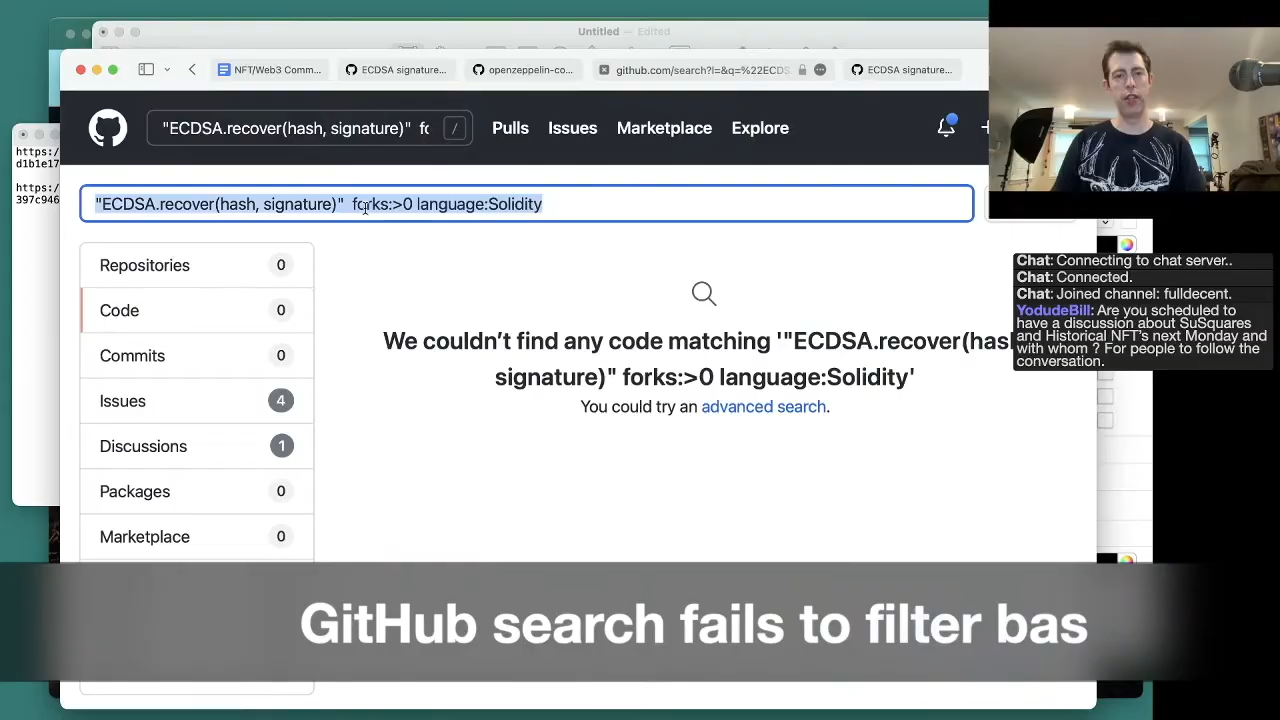 Untitled — Edited
NFT/Web3 Comm...
ECDSA signature...
openzeppelin-co...
github.com/search?l=&q=%22ECDS
ECDSA signature...
"ECDSA.recover(hash, signature)" fo
/
Pulls
Issues
Marketplace
Explore
https:/
d1b1e17
https:/
397c946
"ECDSA.recover(hash, signature)" forks:>0 language:Solidity
Repositories 0
Code 0
Commits 0
Issues 4
Discussions 1
Packages 0
Marketplace 0
We couldn’t find any code matching '"ECDSA.recover(has
signature)" forks:>0 language:Solidity'
You could try an advanced search.
Chat: Connecting to chat server..
Chat: Connected.
Chat: Joined channel: fulldecent.
YodudeBill: Are you scheduled to
have a discussion about SuSquares
and Historical NFT's next Monday and
with whom ? For people to follow the
conversation.
GitHub search fails to filter bas